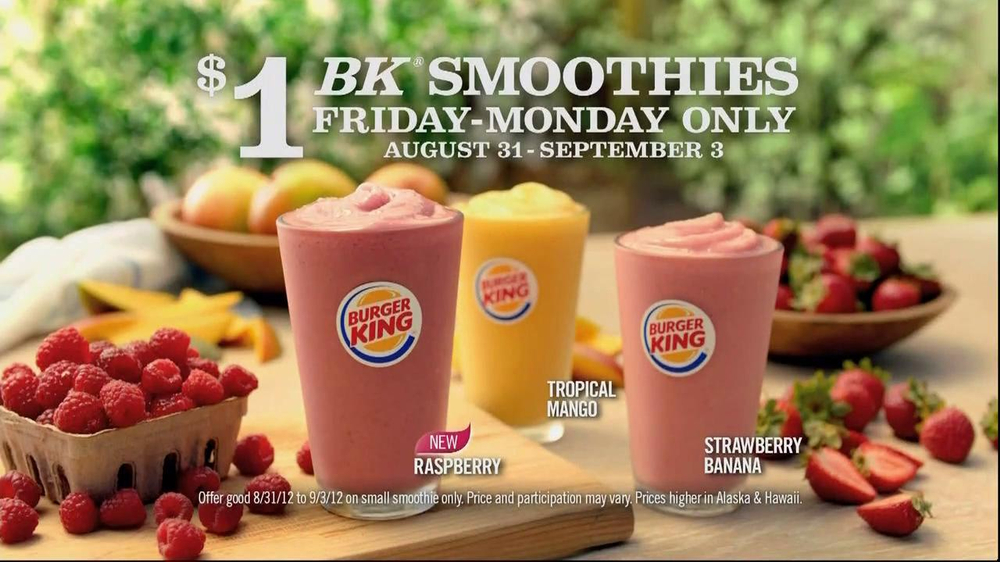 $1 BK® SMOOTHIES
FRIDAY-MONDAY ONLY
AUGUST 31 - SEPTEMBER 3
BURGER KING
BURGER KING
BURGER KING
TROPICAL
MANGO
NEW
RASPBERRY
STRAWBERRY
BANANA
Offer good 8/31/12 to 9/3/12 on small smoothie only. Price and participation may vary. Prices higher in Alaska & Hawaii.